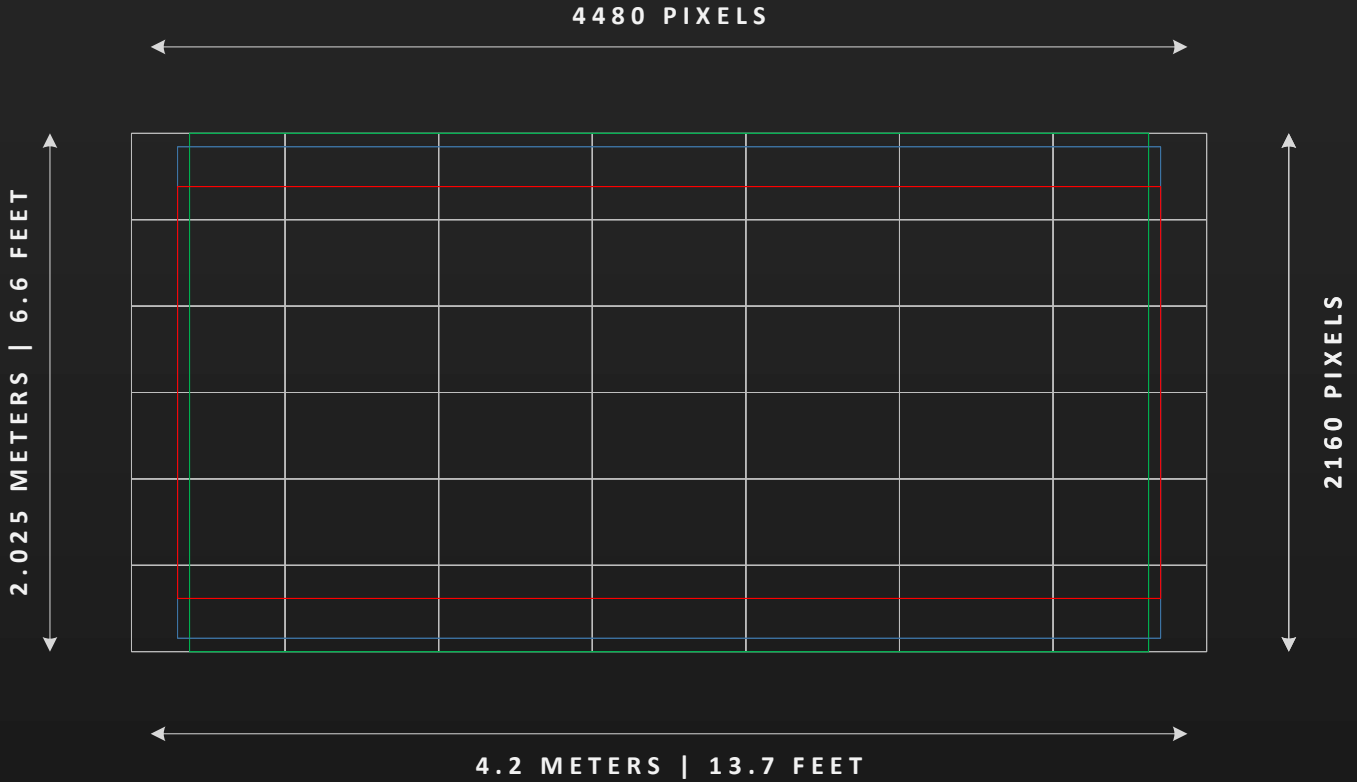 4480 PIXELS
2.025 METERS | 6.6 FEET
2160 PIXELS
4.2 METERS | 13.7 FEET